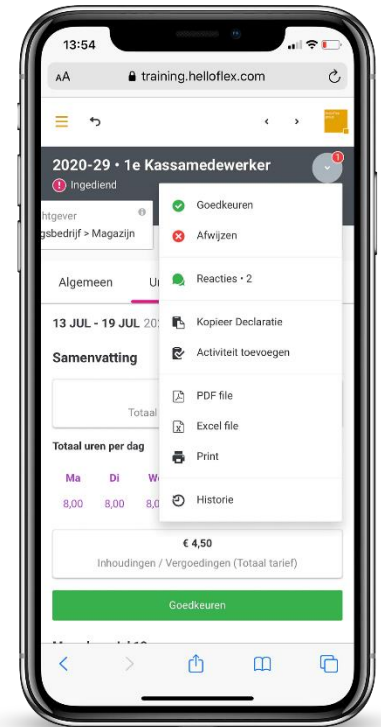 13:54
AA training.helloflex.com
2020-29 • 1e Kassamedewerker
1
Ingediend
htgever
gsbedrijf > Magazijn
Goedkeuren
Afwijzen
Reacties • 2
Kopieer Declaratie
Activiteit toevoegen
PDF file
Excel file
Print
Historie
Algemeen
13 JUL - 19 JUL
Samenvatting
Totaal
Totaal uren per dag
Ma Di
8,00 8,00
€ 4,50
Inhoudingen / Vergoedingen (Totaal tarief)
Goedkeuren